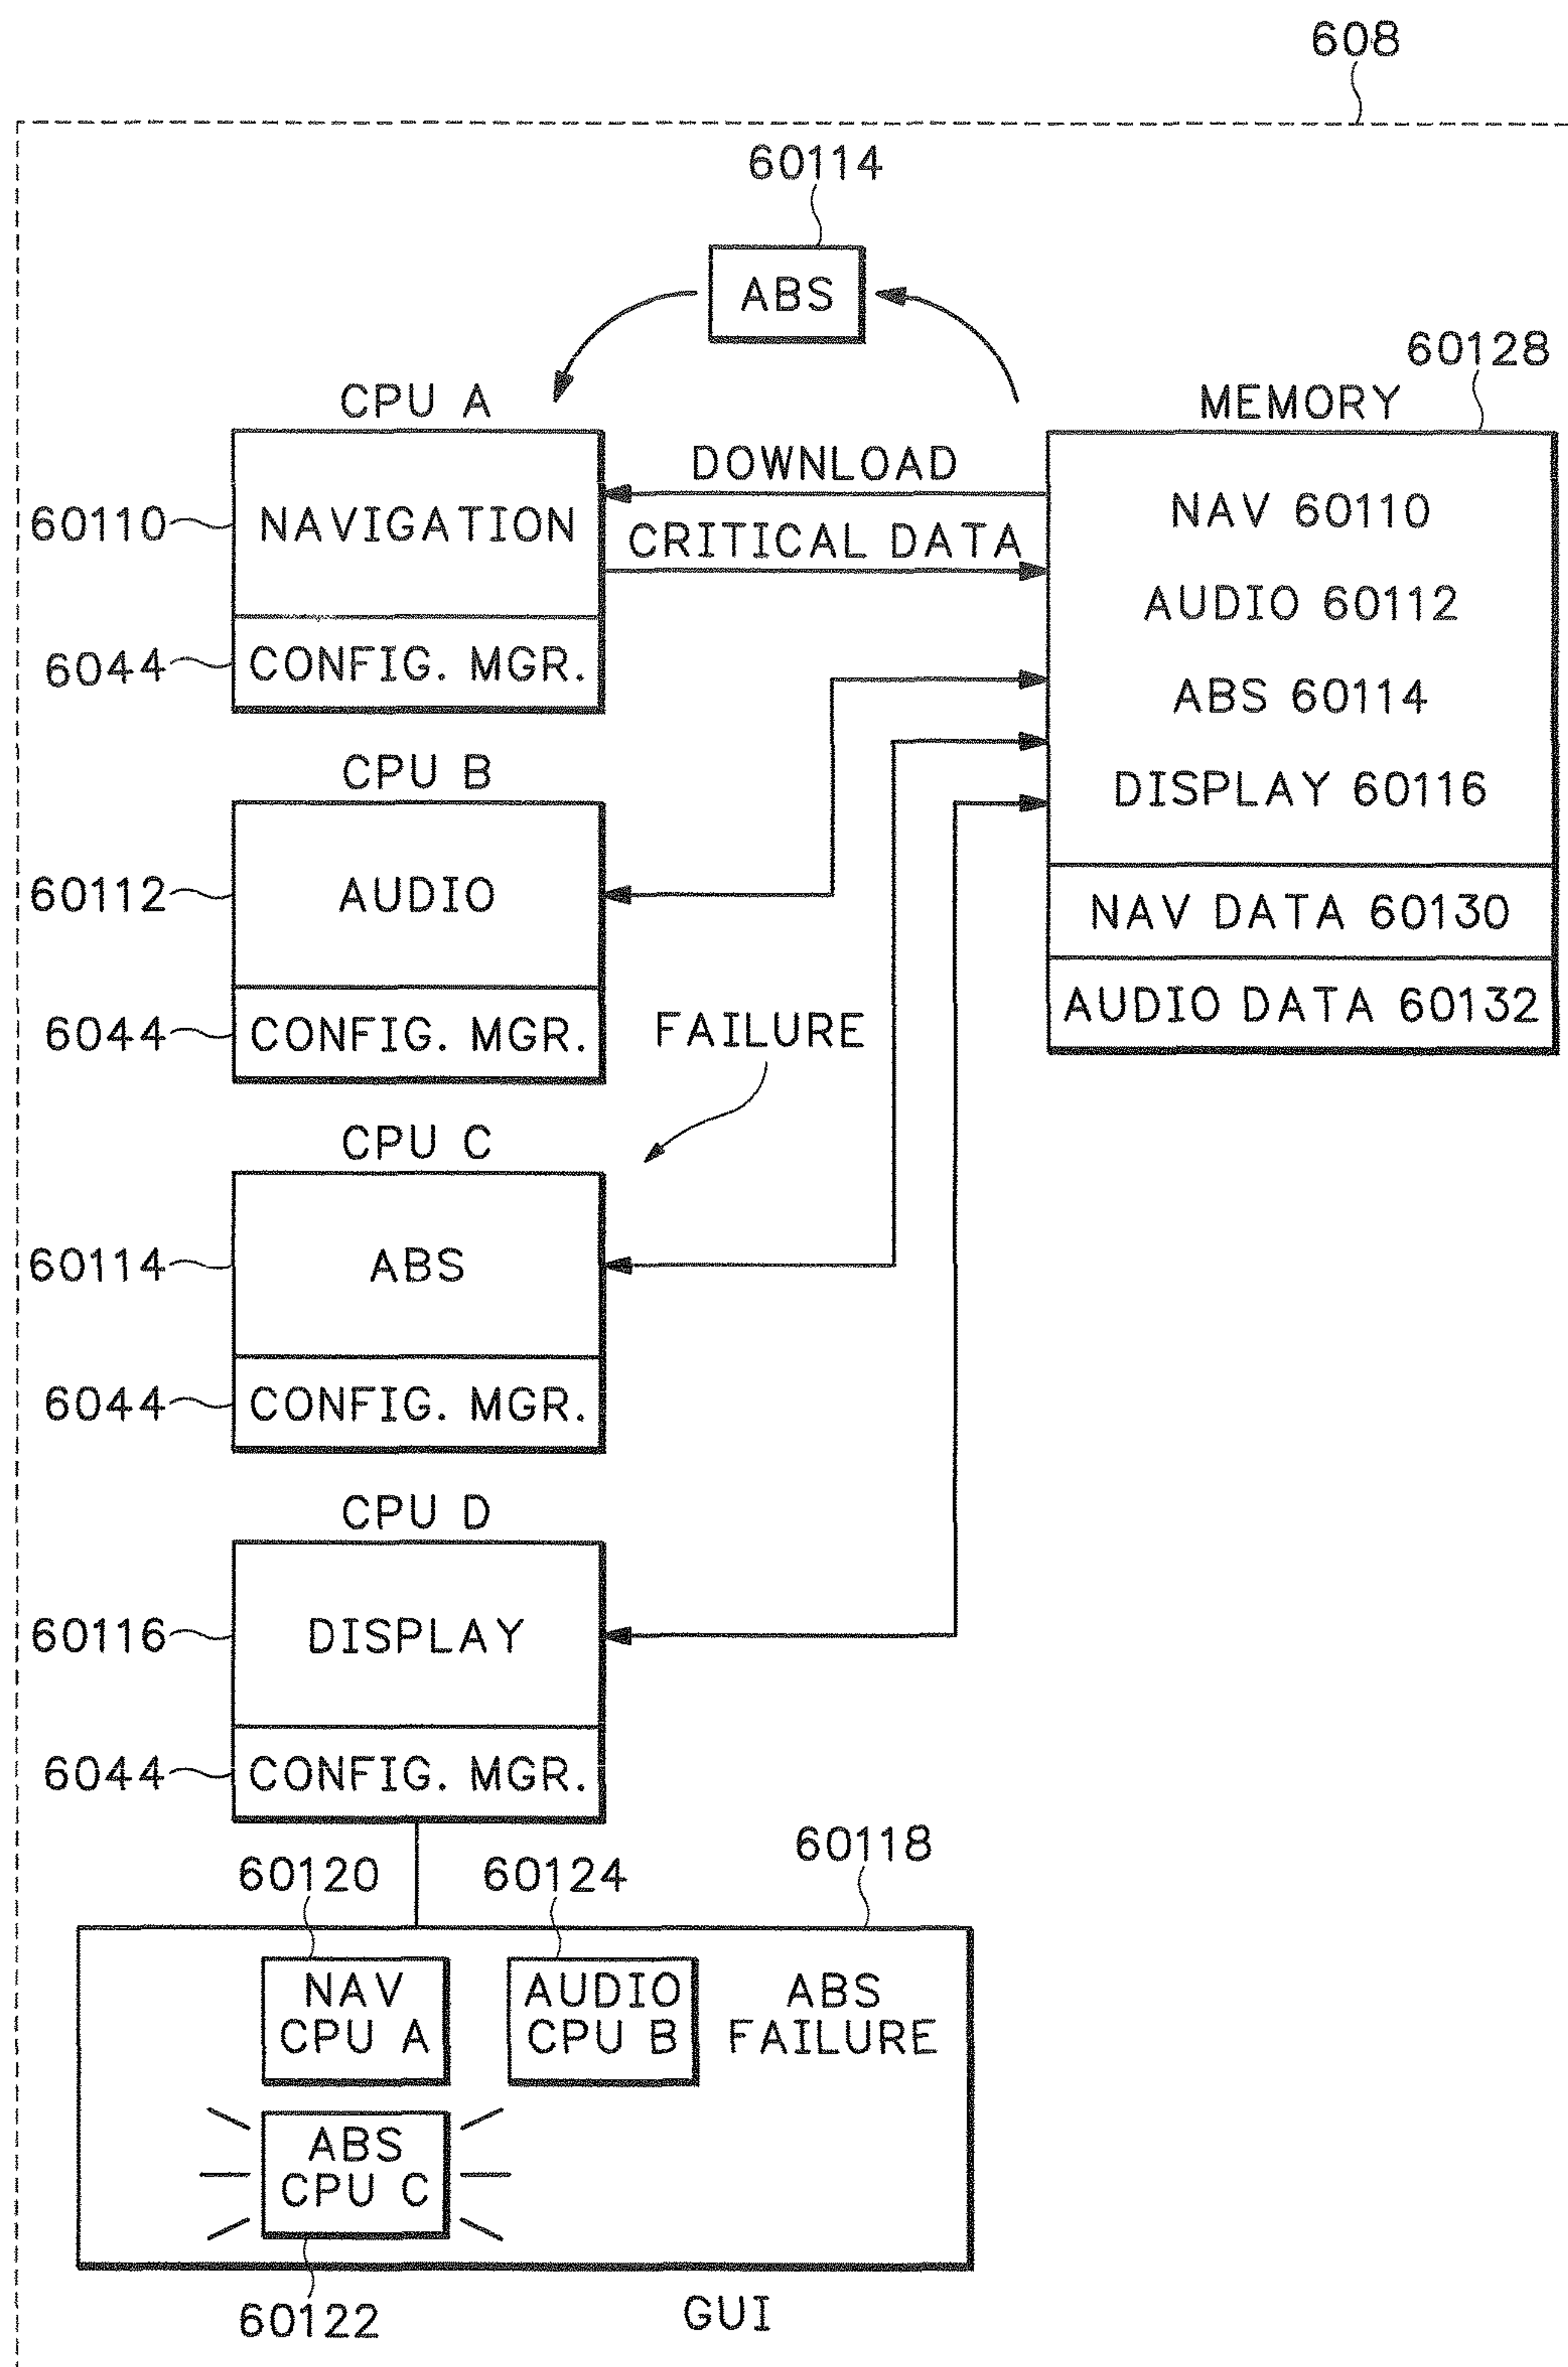 608
60114
ABS
60128
CPU A
MEMORY
DOWNLOAD
60110
NAVIGATION
NAV 60110
CRITICAL DATA
AUDIO 60112
6044
CONFIG. MGR.
ABS 60114
CPU B
DISPLAY 60116
60112
AUDIO
NAV DATA 60130
AUDIO DATA 60132
6044
CONFIG. MGR.
FAILURE
CPU C
60114
ABS
6044
CONFIG. MGR.
CPU D
60116
DISPLAY
6044
CONFIG. MGR.
60118
60120
60124
NAV
CPU A
AUDIO
CPU B
ABS
FAILURE
ABS
CPU C
60122
GUI